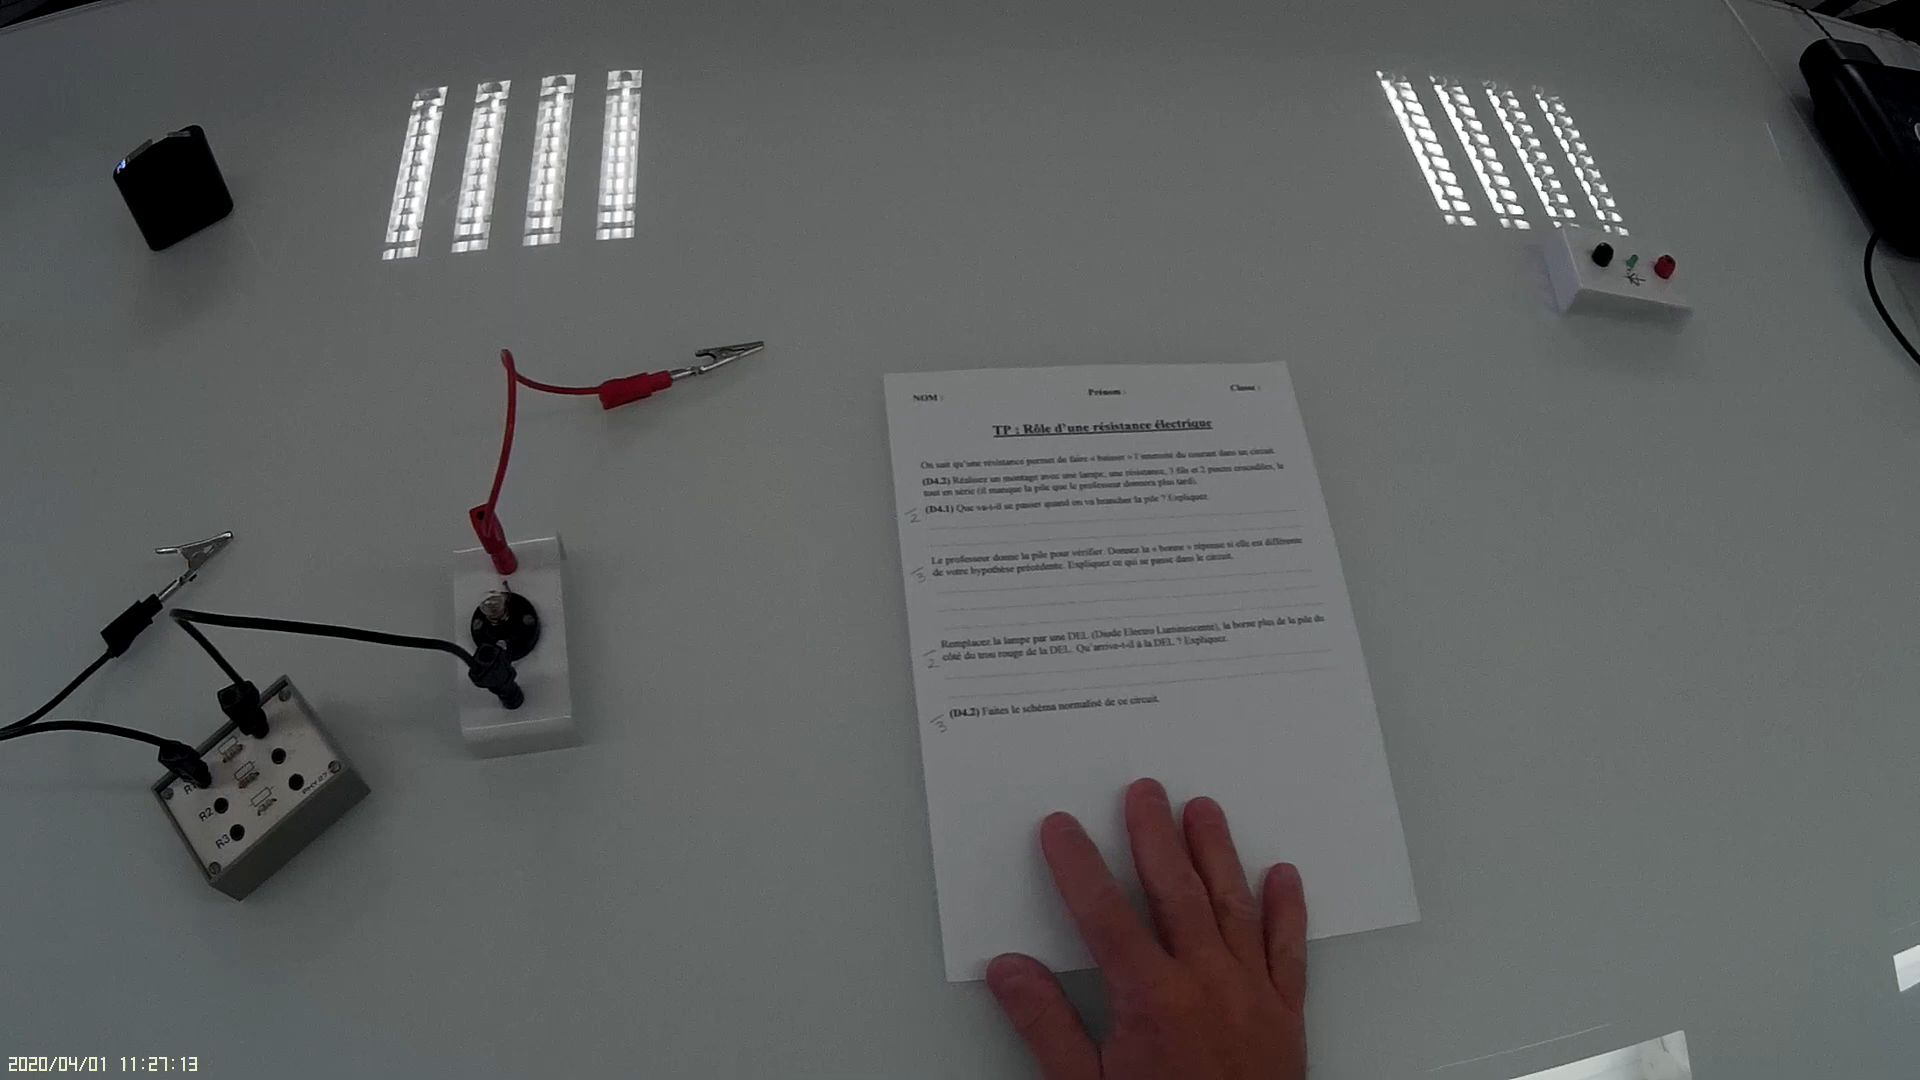 NOM :
Prénom :
Classe :
TP : Rôle d'une résistance électrique
On sait qu'une résistance permet de faire « baisser » l'intensité du courant dans un circuit.
(D4.2) Réalisez un montage avec une lampe, une résistance, 3 fils et 2 pinces crocodiles, le
tout en série (il manque la pile que le professeur donnera plus tard).
/2 (D4.1) Que va-t-il se passer quand on va brancher la pile ? Expliquez.
Le professeur donne la pile pour vérifier. Donnez la « bonne » réponse si elle est différente
/3 de votre hypothèse précédente. Expliquez ce qui se passe dans le circuit.
Remplacez la lampe par une DEL (Diode Electro Luminescente), la borne plus de la pile du
/2 côté du trou rouge de la DEL. Qu'arrive-t-il à la DEL ? Expliquez.
/3 (D4.2) Faites le schéma normalisé de ce circuit.
R1
R2
R3
2020/04/01 11:27:13